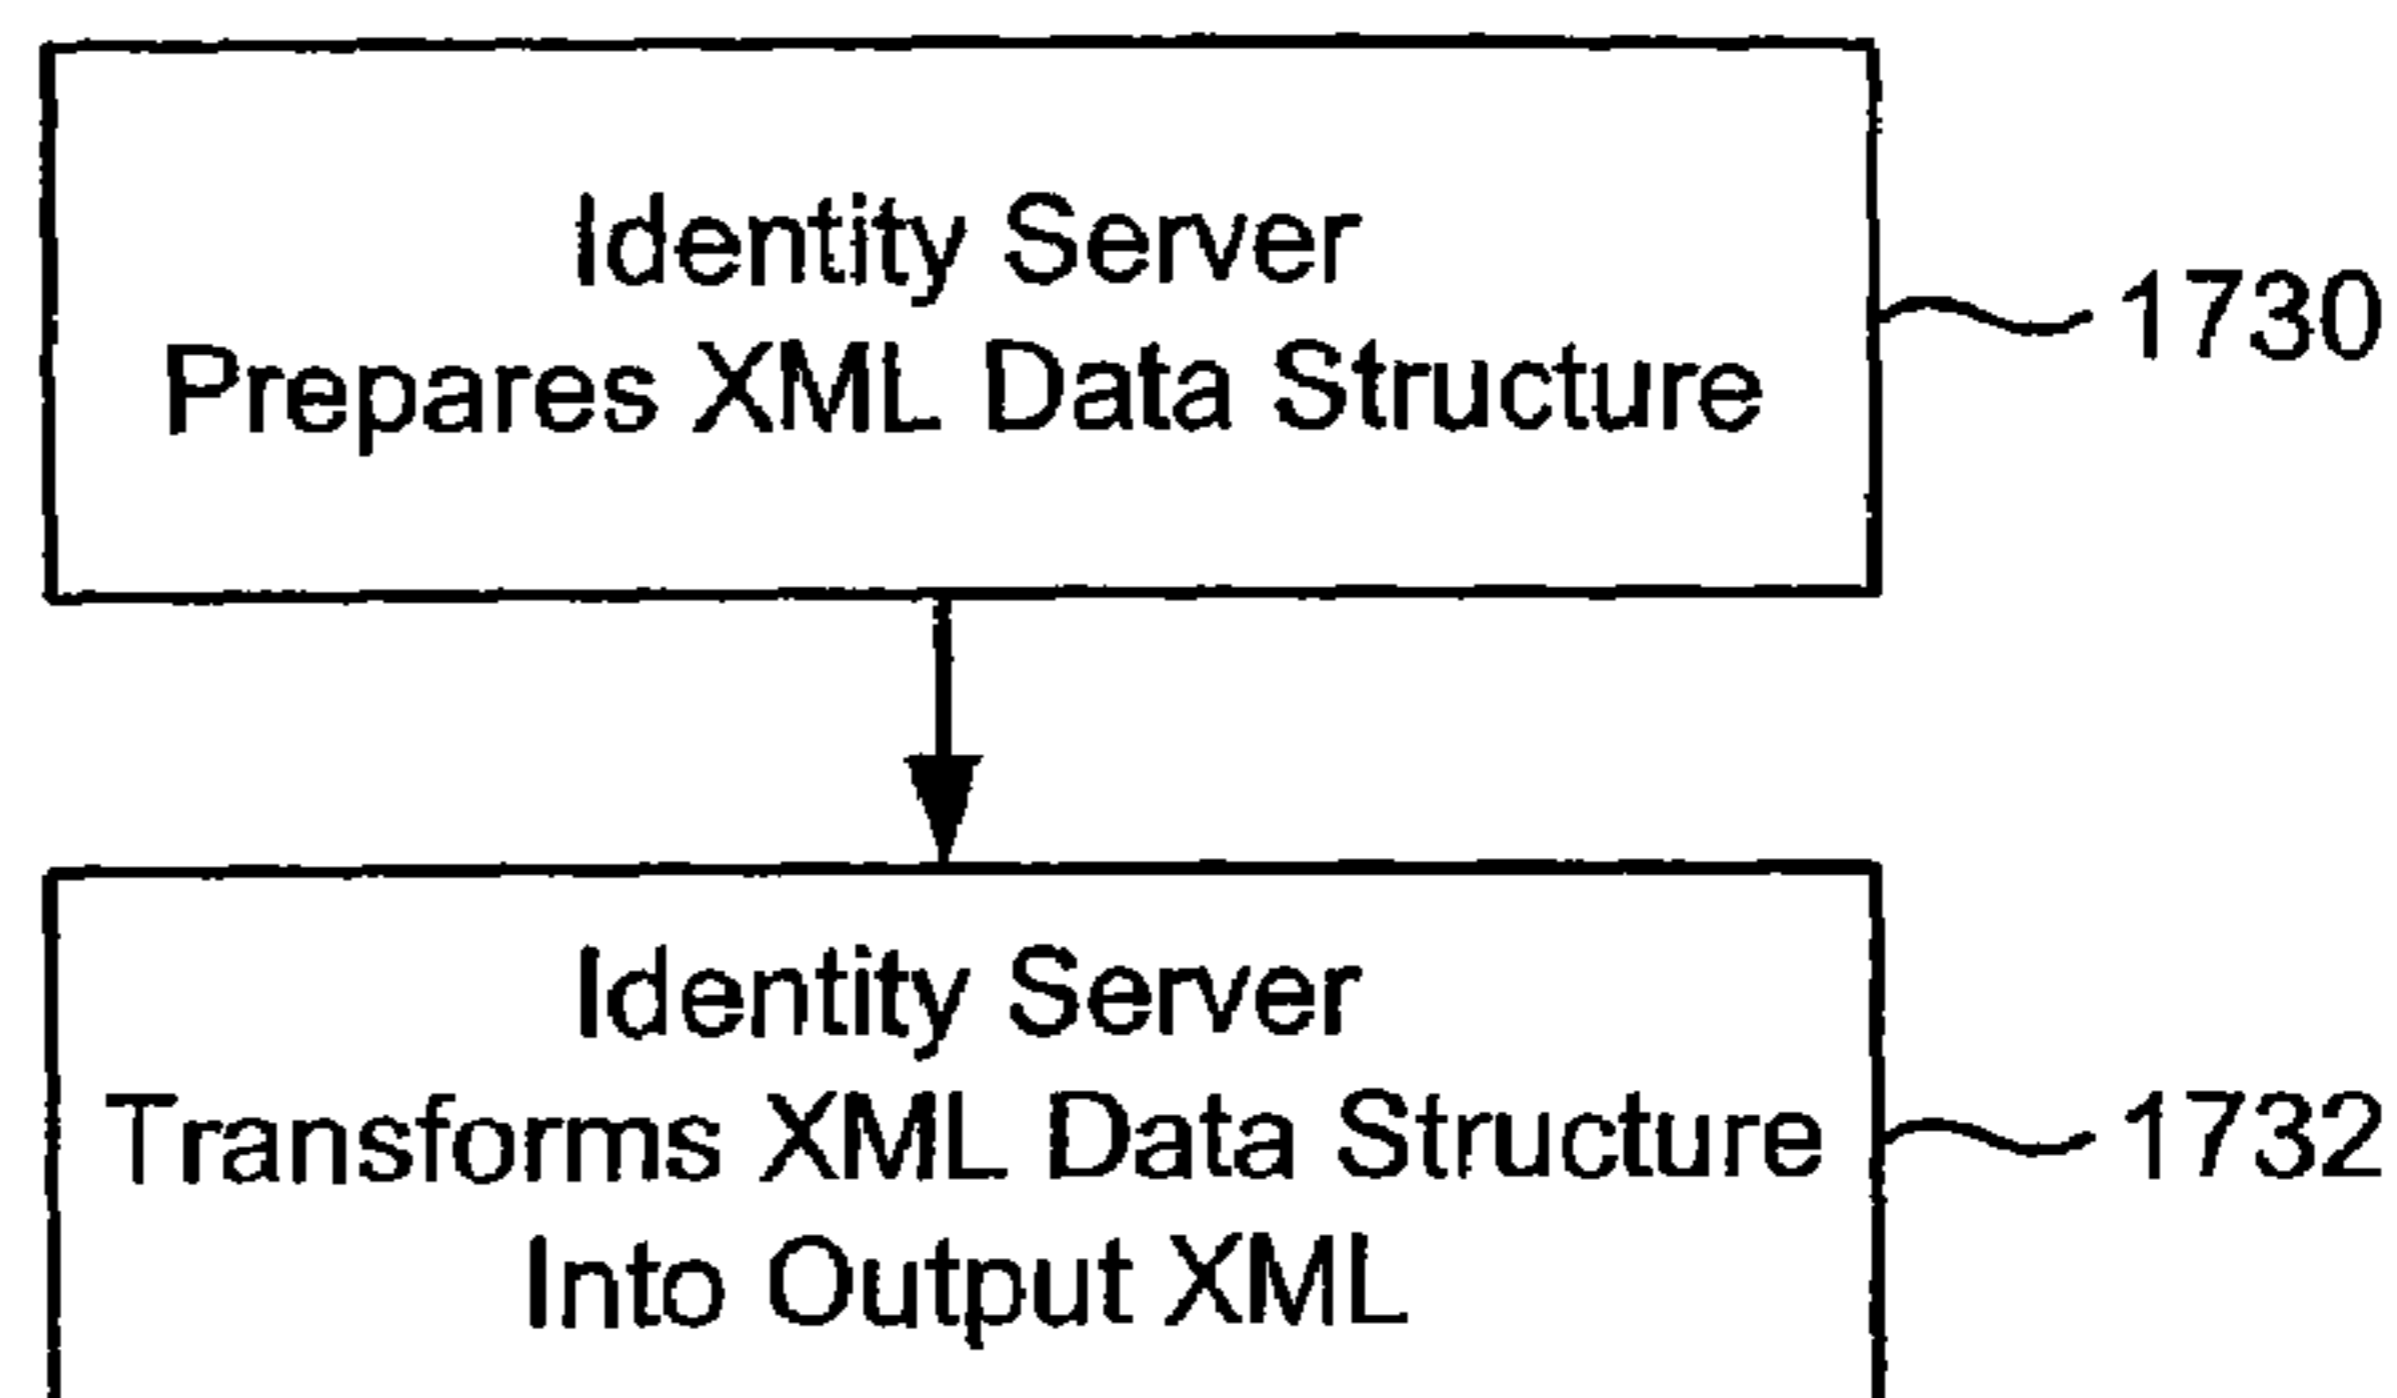 Identity Server
Prepares XML Data Structure
1730
Identity Server
Transforms XML Data Structure
Into Output XML
1732